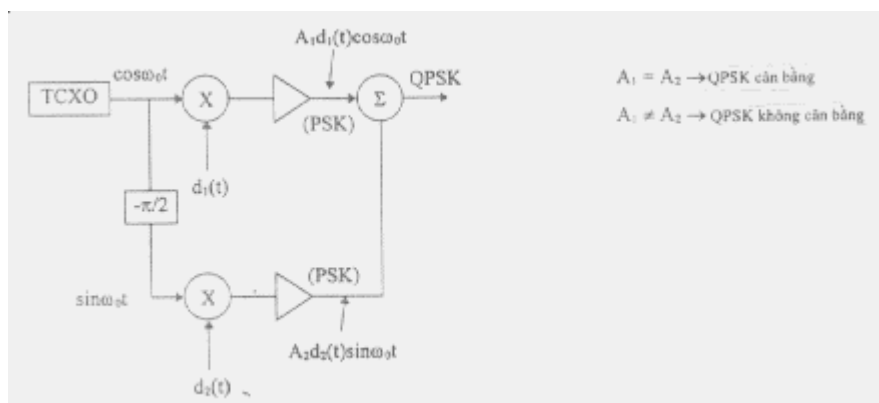 A₁d₁(t)cosω₀t
cosω₀t
QPSK
A₁ = A₂ → QPSK cân bằng
TCXO
X
Σ
A₁ ≠ A₂ → QPSK không cân bằng
(PSK)
d₁(t)
-π/2
(PSK)
sinω₀t
X
A₂d₂(t)sinω₀t
d₂(t)